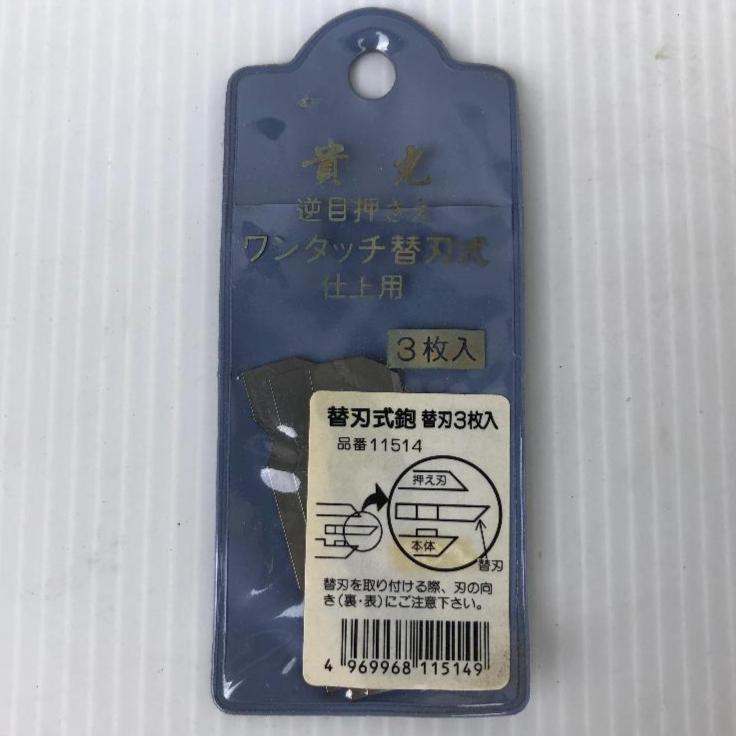 貴光
逆目押さえ
ワンタッチ替刃式
仕上用
3枚入
替刃式鉋 替刃3枚入
品番11514
押え刃
本体
替刃
替刃を取り付ける際、刃の向
き(裏・表)にご注意下さい。
4 969968 115149